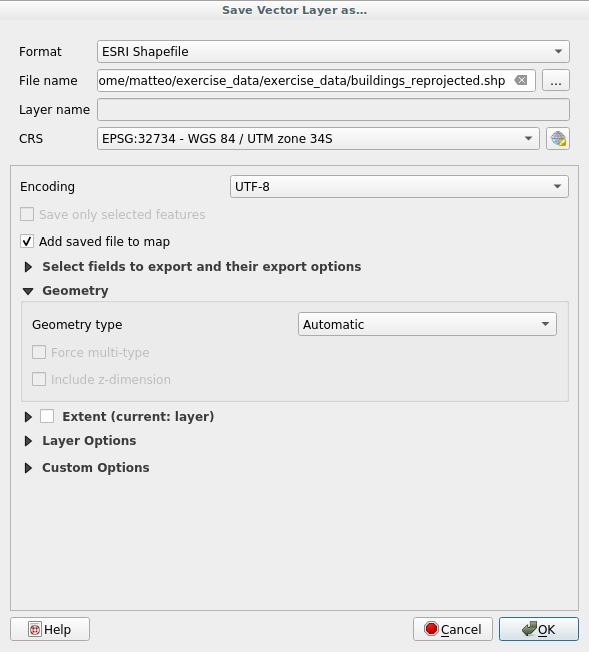 Save Vector Layer as...
Format ESRI Shapefile
File name ome/matteo/exercise_data/exercise_data/buildings_reprojected.shp ...
Layer name
CRS EPSG:32734 - WGS 84 / UTM zone 34S
Encoding UTF-8
Save only selected features
Add saved file to map
Select fields to export and their export options
Geometry
Geometry type Automatic
Force multi-type
Include z-dimension
Extent (current: layer)
Layer Options
Custom Options
Help Cancel OK